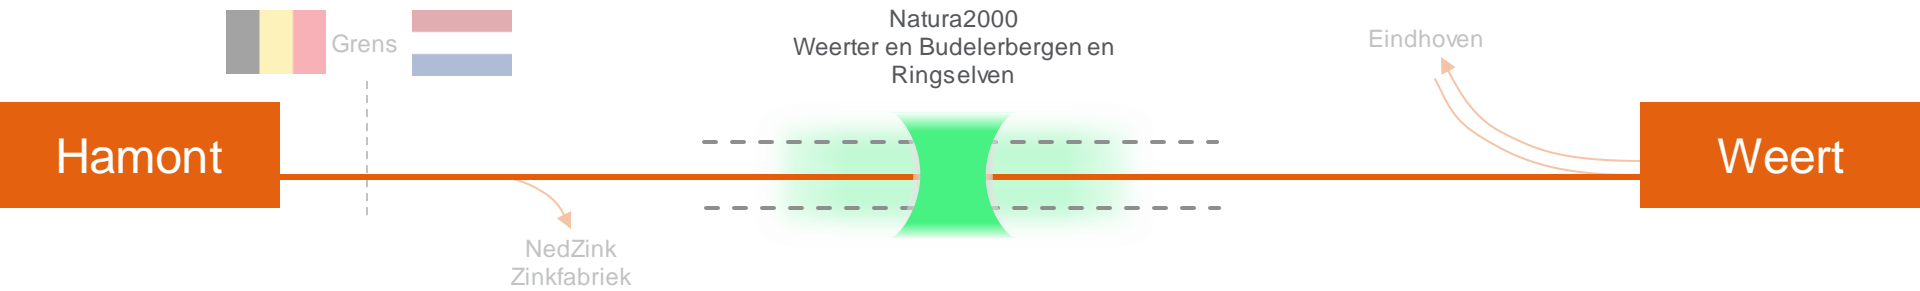 Grens
Natura2000
Weerter en Budelerbergen en
Ringselven
Eindhoven
Hamont
Weert
NedZink
Zinkfabriek